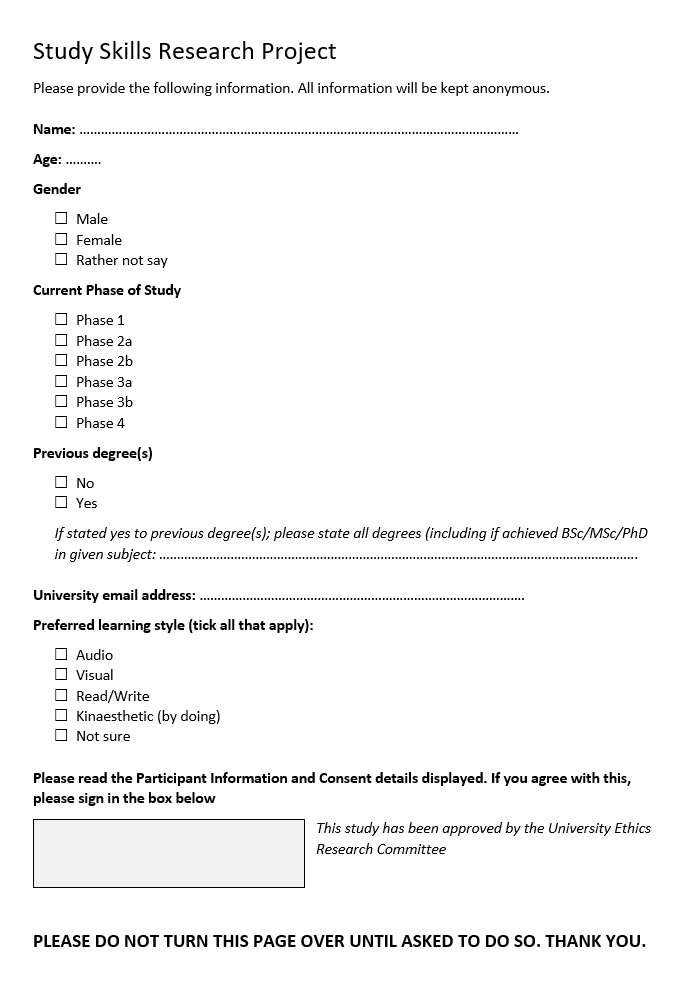 Study Skills Research Project
Please provide the following information. All information will be kept anonymous.
Name: ...........................................................................................................................
Age: ..........
Gender
☐ Male
☐ Female
☐ Rather not say
Current Phase of Study
☐ Phase 1
☐ Phase 2a
☐ Phase 2b
☐ Phase 3a
☐ Phase 3b
☐ Phase 4
Previous degree(s)
☐ No
☐ Yes
If stated yes to previous degree(s); please state all degrees (including if achieved BSc/MSc/PhD
in given subject: ......................................................................................................................................
University email address: ...........................................................................................
Preferred learning style (tick all that apply):
☐ Audio
☐ Visual
☐ Read/Write
☐ Kinaesthetic (by doing)
☐ Not sure
Please read the Participant Information and Consent details displayed. If you agree with this,
please sign in the box below
This study has been approved by the University Ethics
Research Committee
PLEASE DO NOT TURN THIS PAGE OVER UNTIL ASKED TO DO SO. THANK YOU.